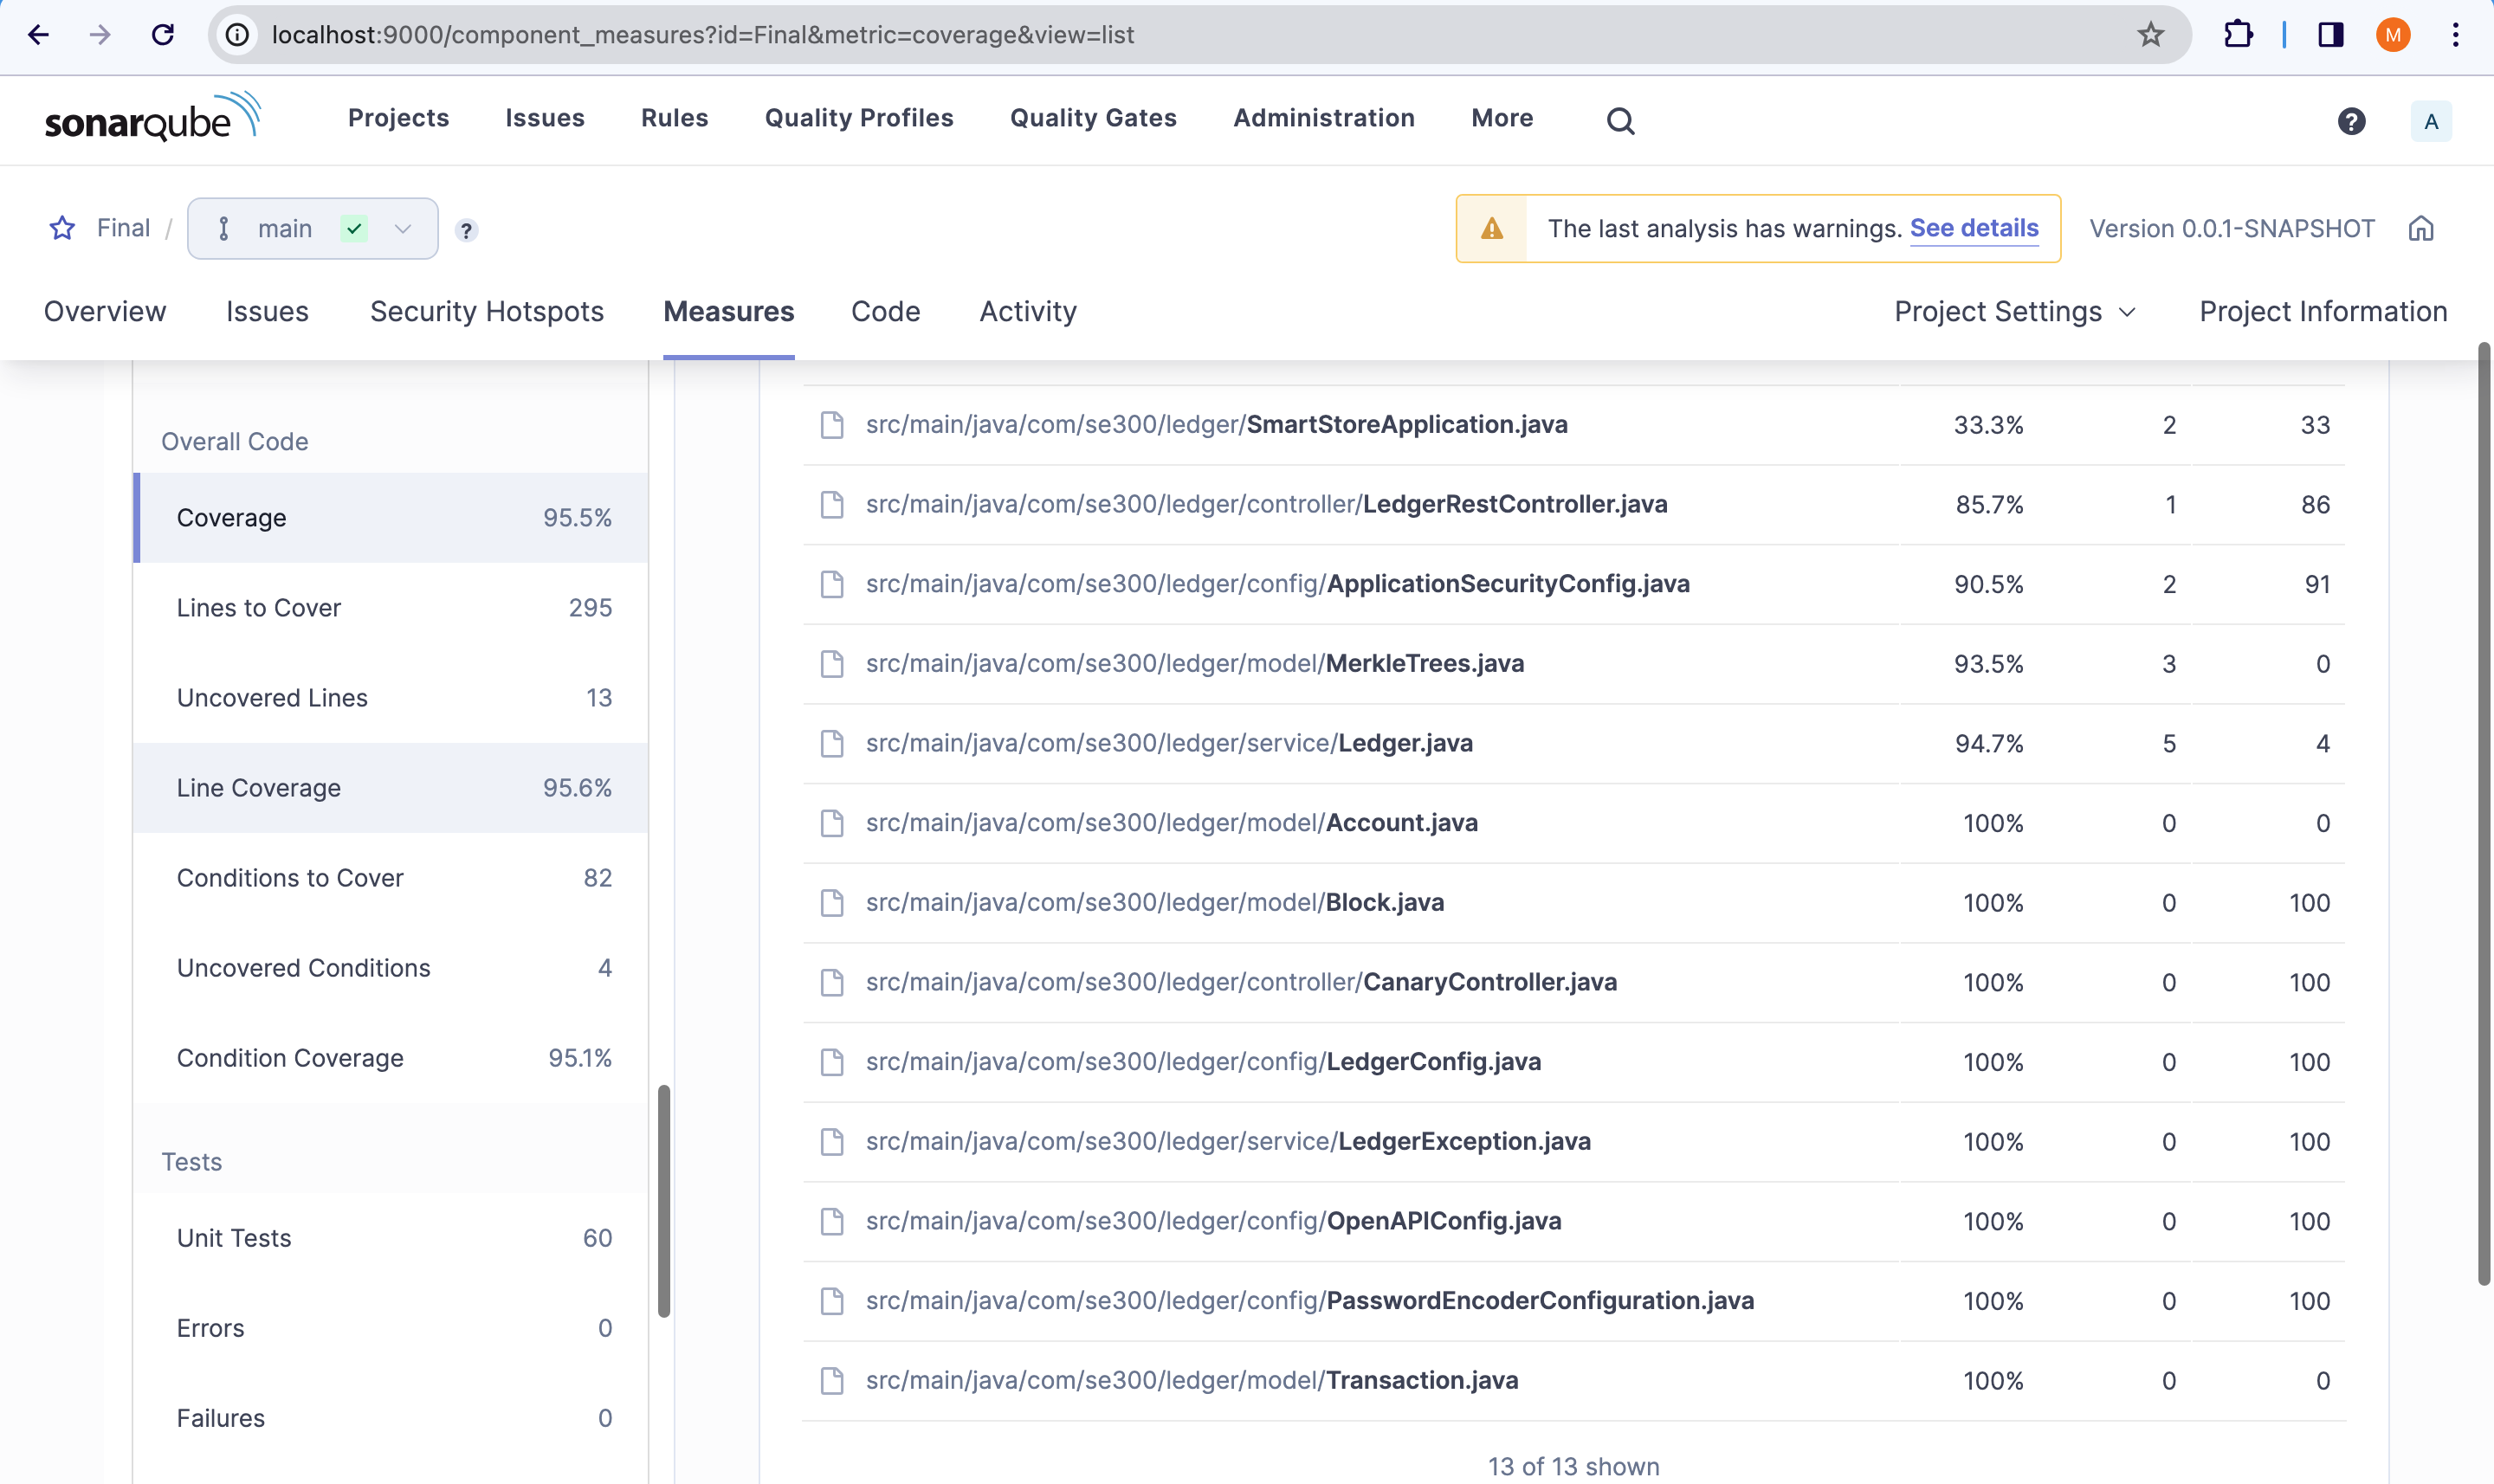 localhost:9000/component_measures?id=Final&metric=coverage&view=list M
sonarqube Projects Issues Rules Quality Profiles Quality Gates Administration More ? A
Final / main ? The last analysis has warnings. See details Version 0.0.1-SNAPSHOT
Overview Issues Security Hotspots Measures Code Activity Project Settings Project Information
Overall Code
Coverage 95.5%
Lines to Cover 295
Uncovered Lines 13
Line Coverage 95.6%
Conditions to Cover 82
Uncovered Conditions 4
Condition Coverage 95.1%
Tests
Unit Tests 60
Errors 0
Failures 0
src/main/java/com/se300/ledger/SmartStoreApplication.java 33.3% 2 33
src/main/java/com/se300/ledger/controller/LedgerRestController.java 85.7% 1 86
src/main/java/com/se300/ledger/config/ApplicationSecurityConfig.java 90.5% 2 91
src/main/java/com/se300/ledger/model/MerkleTrees.java 93.5% 3 0
src/main/java/com/se300/ledger/service/Ledger.java 94.7% 5 4
src/main/java/com/se300/ledger/model/Account.java 100% 0 0
src/main/java/com/se300/ledger/model/Block.java 100% 0 100
src/main/java/com/se300/ledger/controller/CanaryController.java 100% 0 100
src/main/java/com/se300/ledger/config/LedgerConfig.java 100% 0 100
src/main/java/com/se300/ledger/service/LedgerException.java 100% 0 100
src/main/java/com/se300/ledger/config/OpenAPIConfig.java 100% 0 100
src/main/java/com/se300/ledger/config/PasswordEncoderConfiguration.java 100% 0 100
src/main/java/com/se300/ledger/model/Transaction.java 100% 0 0
13 of 13 shown